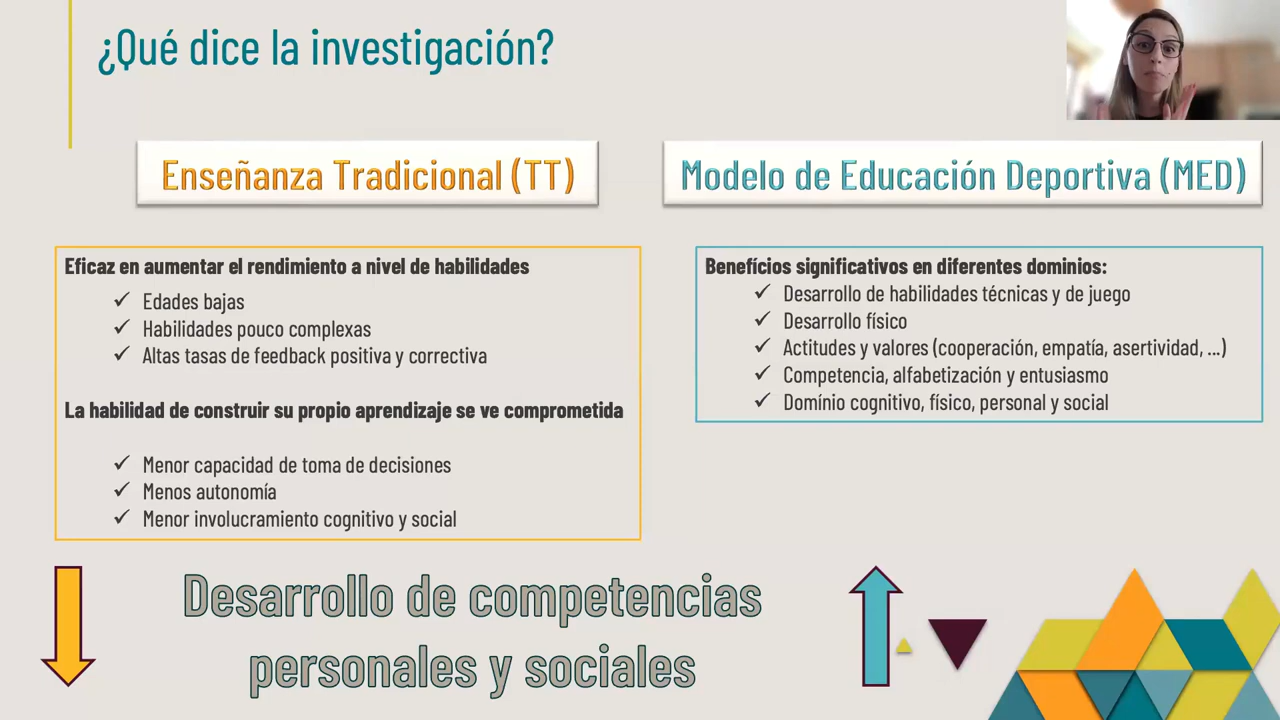 ¿Qué dice la investigación?
Enseñanza Tradicional (TT)
Eficaz en aumentar el rendimiento a nivel de habilidades
✓ Edades bajas
✓ Habilidades pouco complexas
✓ Altas tasas de feedback positiva y correctiva
La habilidad de construir su propio aprendizaje se ve comprometida
✓ Menor capacidad de toma de decisiones
✓ Menos autonomía
✓ Menor involucramiento cognitivo y social
Modelo de Educación Deportiva (MED)
Benefícios significativos en diferentes dominios:
✓ Desarrollo de habilidades técnicas y de juego
✓ Desarrollo físico
✓ Actitudes y valores (cooperación, empatía, asertividad, ...)
✓ Competencia, alfabetización y entusiasmo
✓ Domínio cognitivo, físico, personal y social
Desarrollo de competencias
personales y sociales